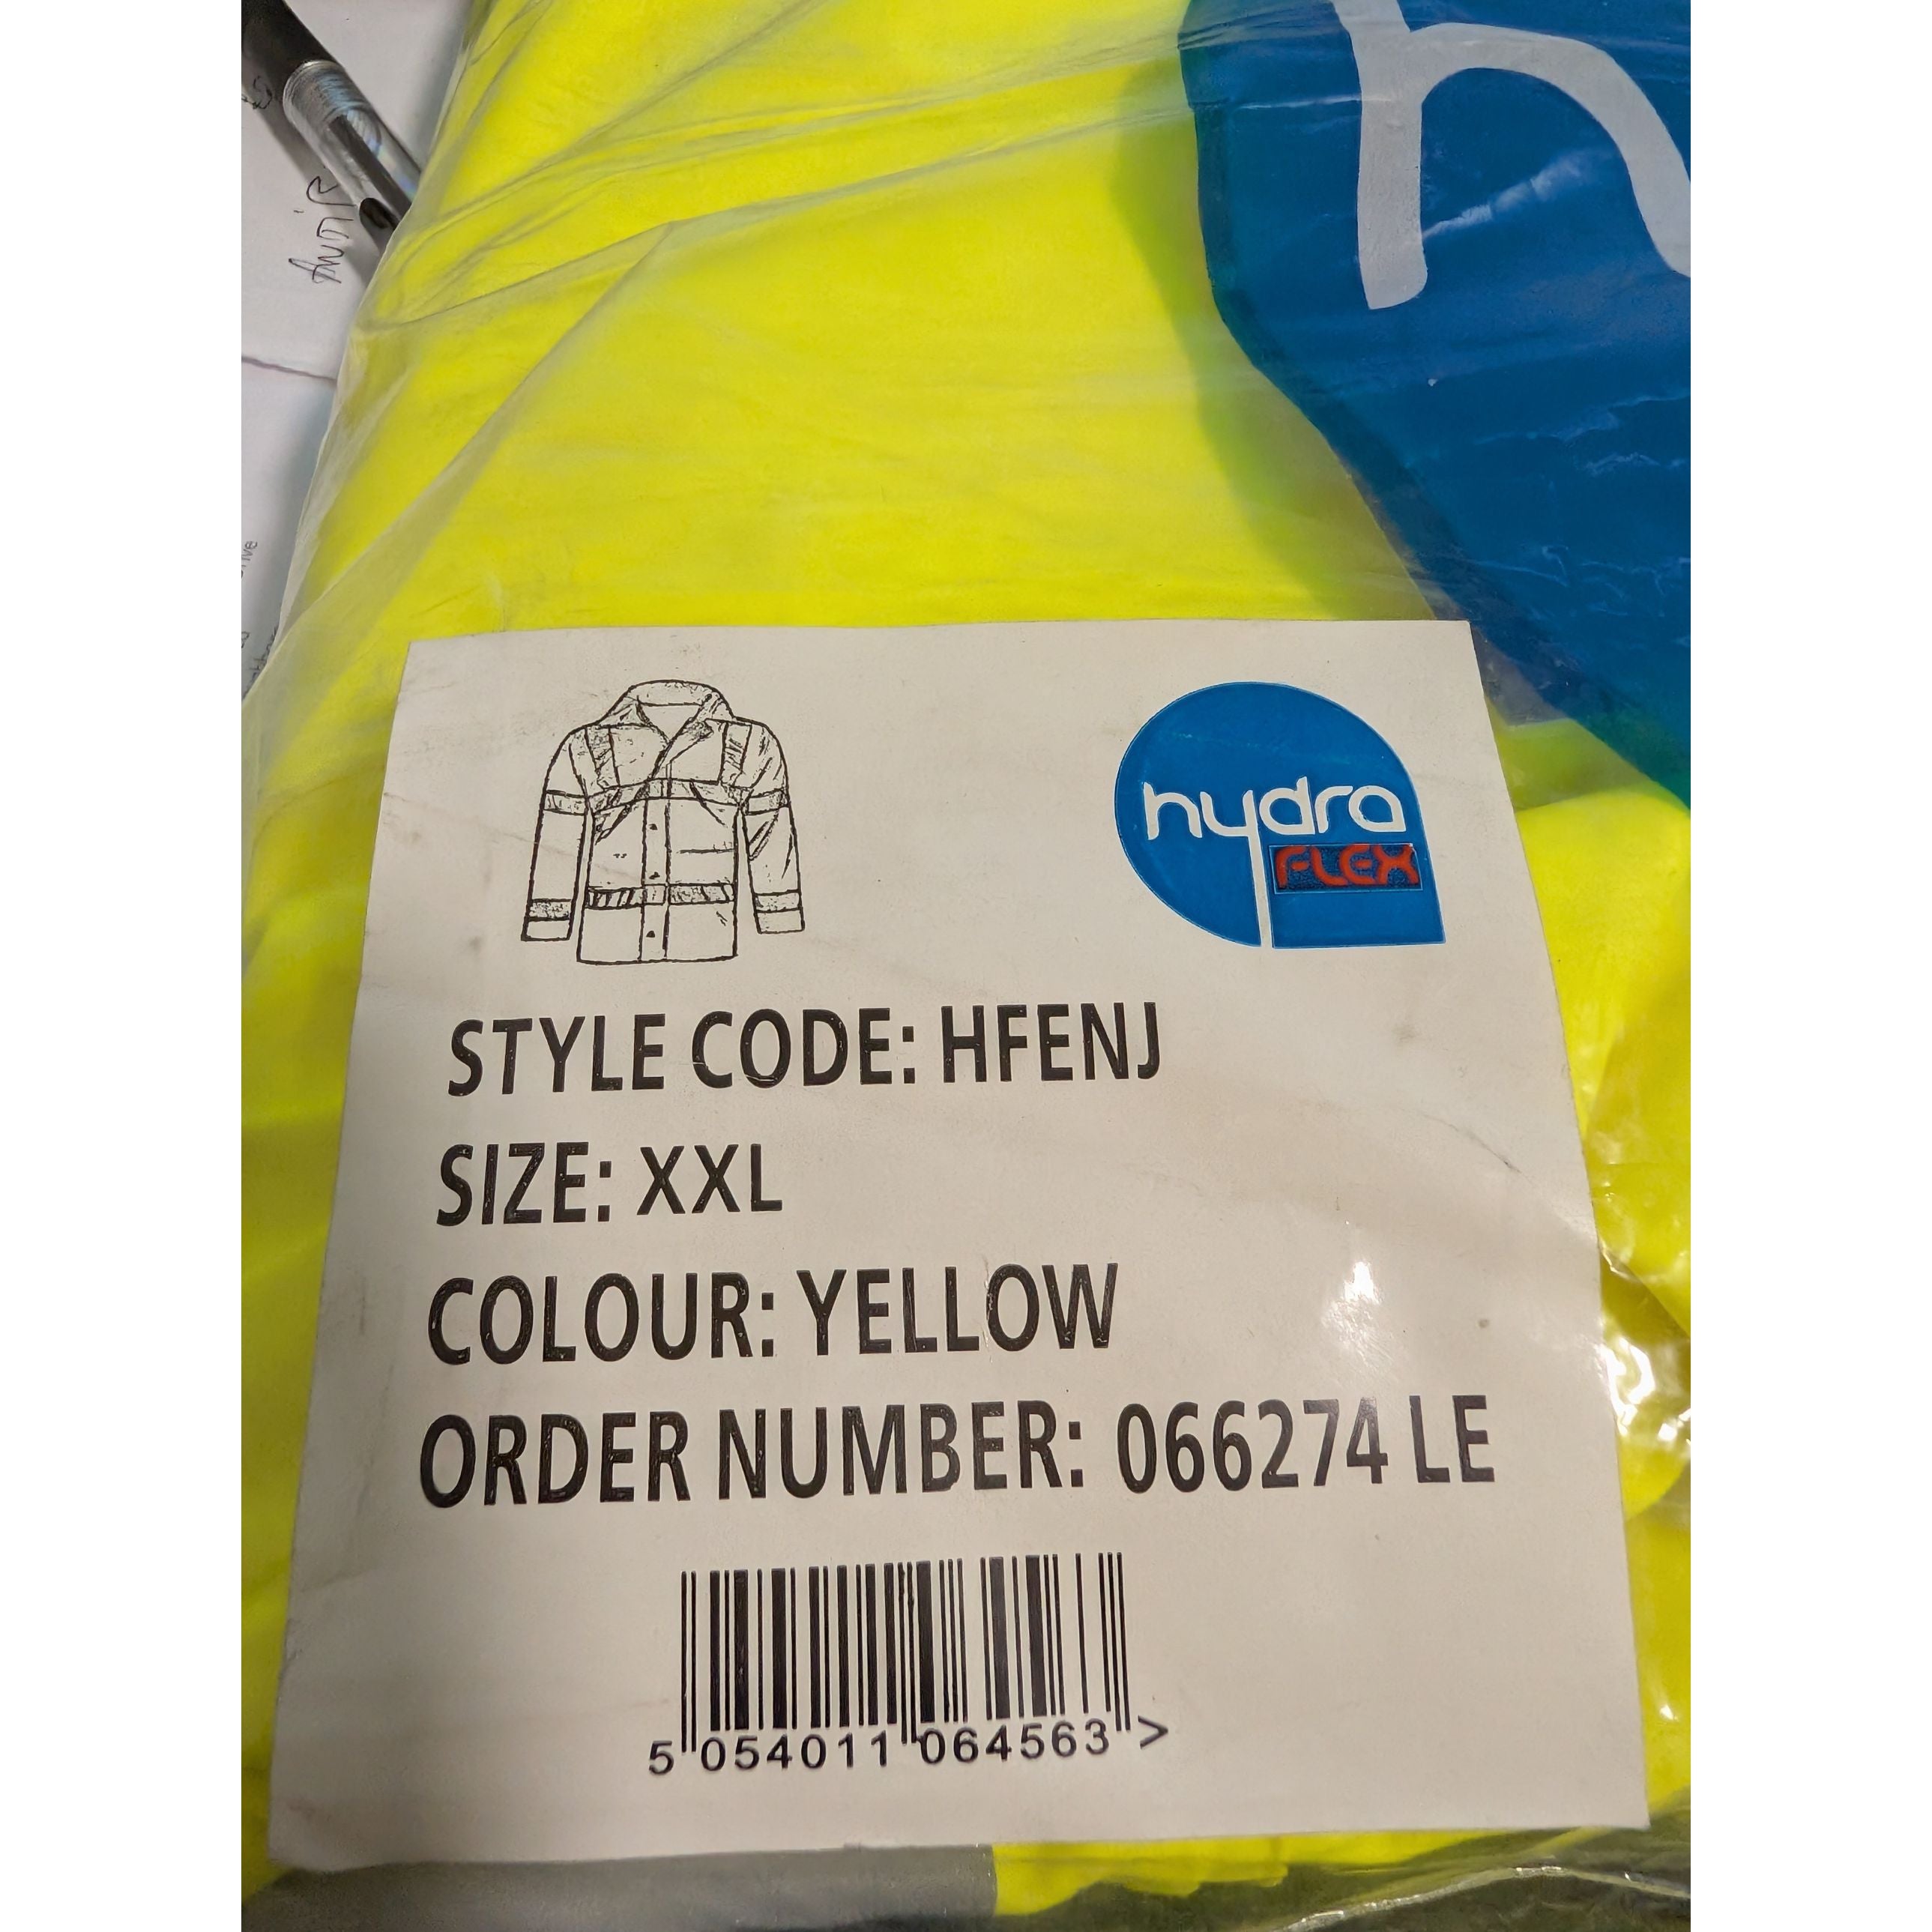 hydra
FLEX
STYLE CODE: HFENJ
SIZE: XXL
COLOUR: YELLOW
ORDER NUMBER: 066274 LE
5 054011 064563 >